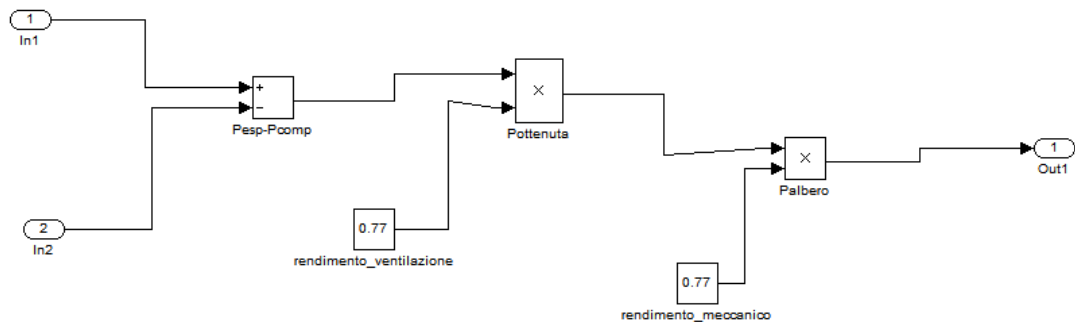 1
In1
+
−
Pesp-Pcomp
×
Pottenuta
×
Palbero
1
Out1
2
In2
0.77
rendimento_ventilazione
0.77
rendimento_meccanico